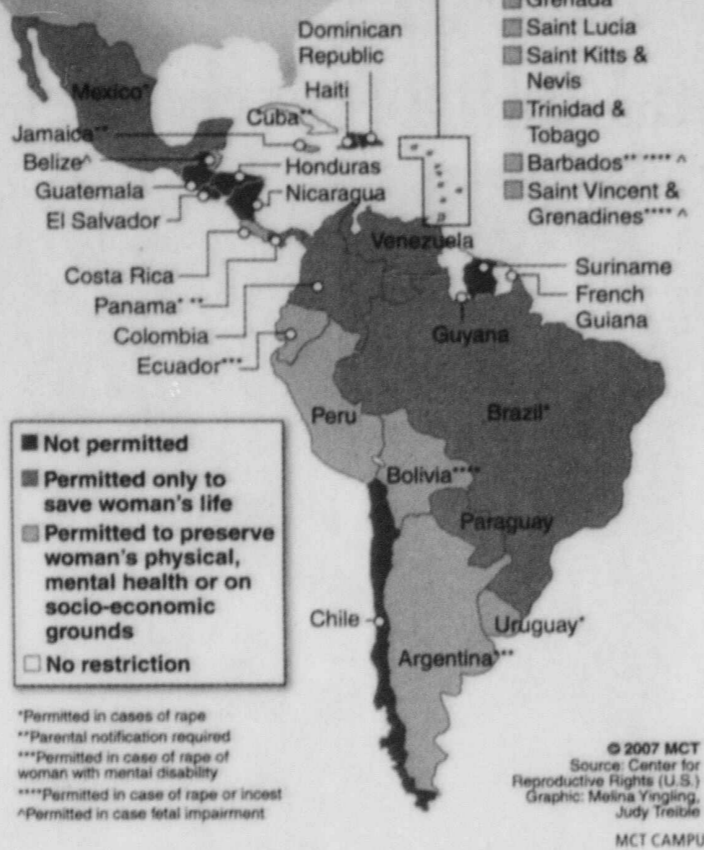 Grenada
Saint Lucia
Saint Kitts &
Nevis
Trinidad &
Tobago
Barbados** **** ^
Saint Vincent &
Grenadines**** ^
Dominican
Republic
Haiti
Mexico*
Cuba**
Jamaica**
Belize^
Honduras
Guatemala
Nicaragua
El Salvador
Venezuela
Costa Rica
Suriname
Panama* **
French
Guiana
Colombia
Guyana
Ecuador***
Peru
Brazil*
Bolivia****
Paraguay
Chile
Uruguay*
Argentina***
Not permitted
Permitted only to
save woman's life
Permitted to preserve
woman's physical,
mental health or on
socio-economic
grounds
No restriction
*Permitted in cases of rape
**Parental notification required
***Permitted in case of rape of
woman with mental disability
****Permitted in case of rape or incest
^Permitted in case fetal impairment
© 2007 MCT
Source: Center for
Reproductive Rights (U.S.)
Graphic: Melina Yingling,
Judy Treible
MCT CAMPU